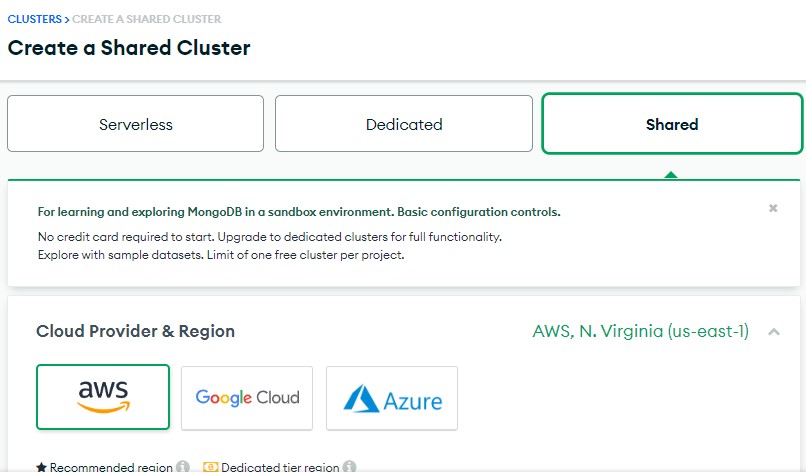 CLUSTERS > CREATE A SHARED CLUSTER
Create a Shared Cluster
Serverless
Dedicated
Shared
For learning and exploring MongoDB in a sandbox environment. Basic configuration controls.
No credit card required to start. Upgrade to dedicated clusters for full functionality.
Explore with sample datasets. Limit of one free cluster per project.
Cloud Provider & Region
AWS, N. Virginia (us-east-1)
aws
Google Cloud
Azure
Recommended region
Dedicated tier region